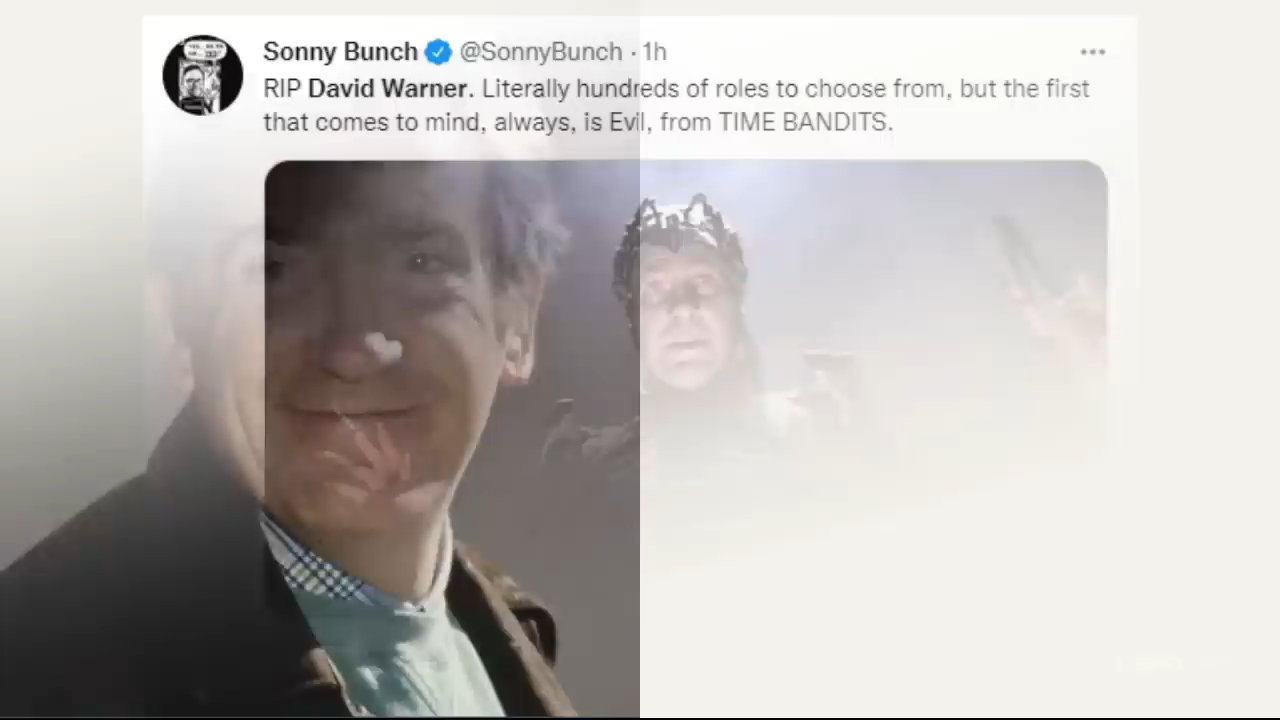 Sonny Bunch @SonnyBunch · 1h
RIP David Warner. Literally hundreds of roles to choose from, but the first
that comes to mind, always, is Evil, from TIME BANDITS.